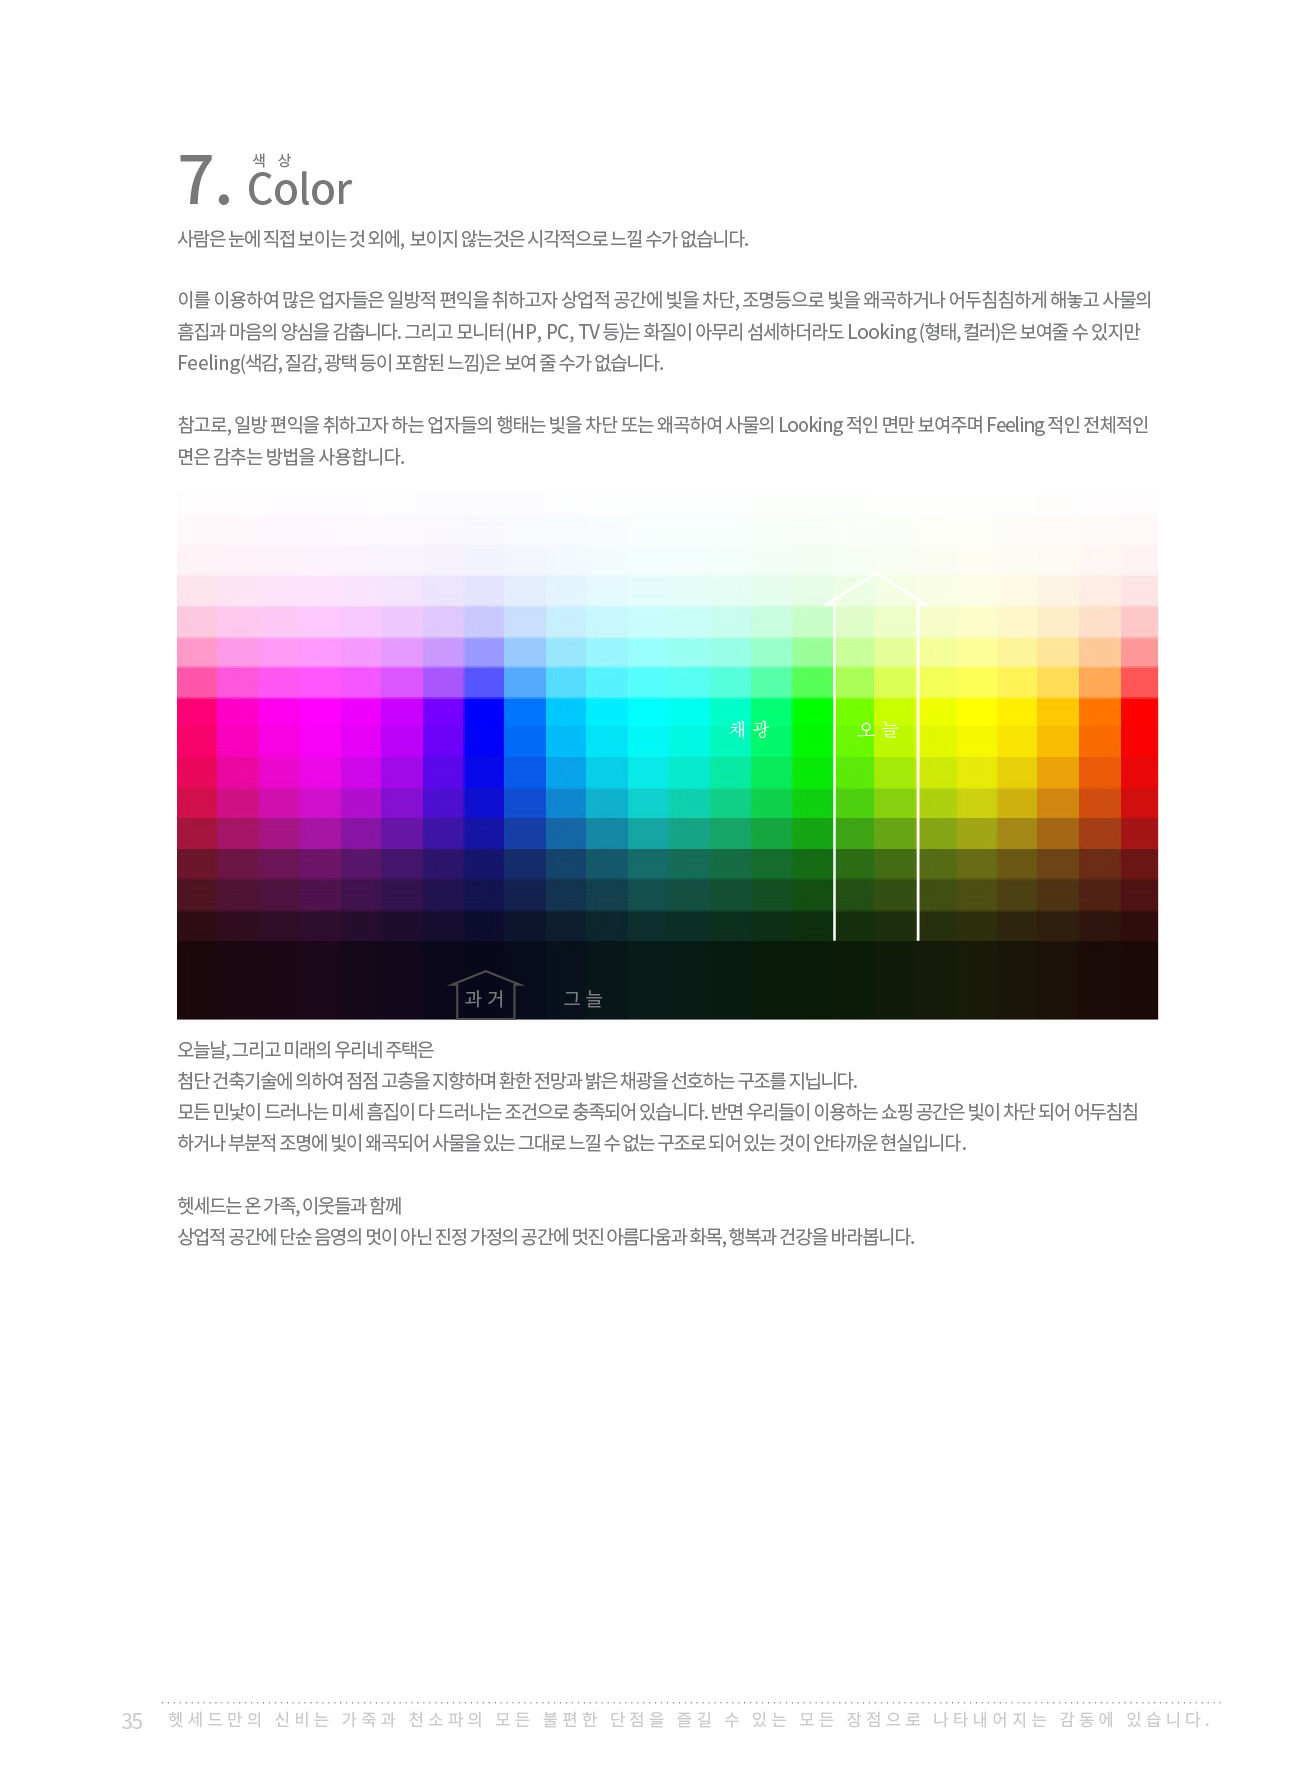 7. 색 상
Color
사람은 눈에 직접 보이는 것 외에, 보이지 않는것은 시각적으로 느낄 수가 없습니다.
이를 이용하여 많은 업자들은 일방적 편익을 취하고자 상업적 공간에 빛을 차단, 조명등으로 빛을 왜곡하거나 어두침침하게 해놓고 사물의
흠집과 마음의 양심을 감춥니다. 그리고 모니터(HP, PC, TV 등)는 화질이 아무리 섬세하더라도 Looking (형태, 컬러)은 보여줄 수 있지만
Feeling(색감, 질감, 광택 등이 포함된 느낌)은 보여 줄 수가 없습니다.
참고로, 일방 편익을 취하고자 하는 업자들의 행태는 빛을 차단 또는 왜곡하여 사물의 Looking 적인 면만 보여주며 Feeling 적인 전체적인
면은 감추는 방법을 사용합니다.
채 광 오 늘
과 거 그 늘
오늘날, 그리고 미래의 우리네 주택은
첨단 건축기술에 의하여 점점 고층을 지향하며 환한 전망과 밝은 채광을 선호하는 구조를 지닙니다.
모든 민낯이 드러나는 미세 흠집이 다 드러나는 조건으로 충족되어 있습니다. 반면 우리들이 이용하는 쇼핑 공간은 빛이 차단 되어 어두침침
하거나 부분적 조명에 빛이 왜곡되어 사물을 있는 그대로 느낄 수 없는 구조로 되어 있는 것이 안타까운 현실입니다.
헷세드는 온 가족, 이웃들과 함께
상업적 공간에 단순 음영의 멋이 아닌 진정 가정의 공간에 멋진 아름다움과 화목, 행복과 건강을 바라봅니다.
35 헷세드만의 신비는 가죽과 천소파의 모든 불편한 단점을 즐길 수 있는 모든 장점으로 나타내어지는 감동에 있습니다.